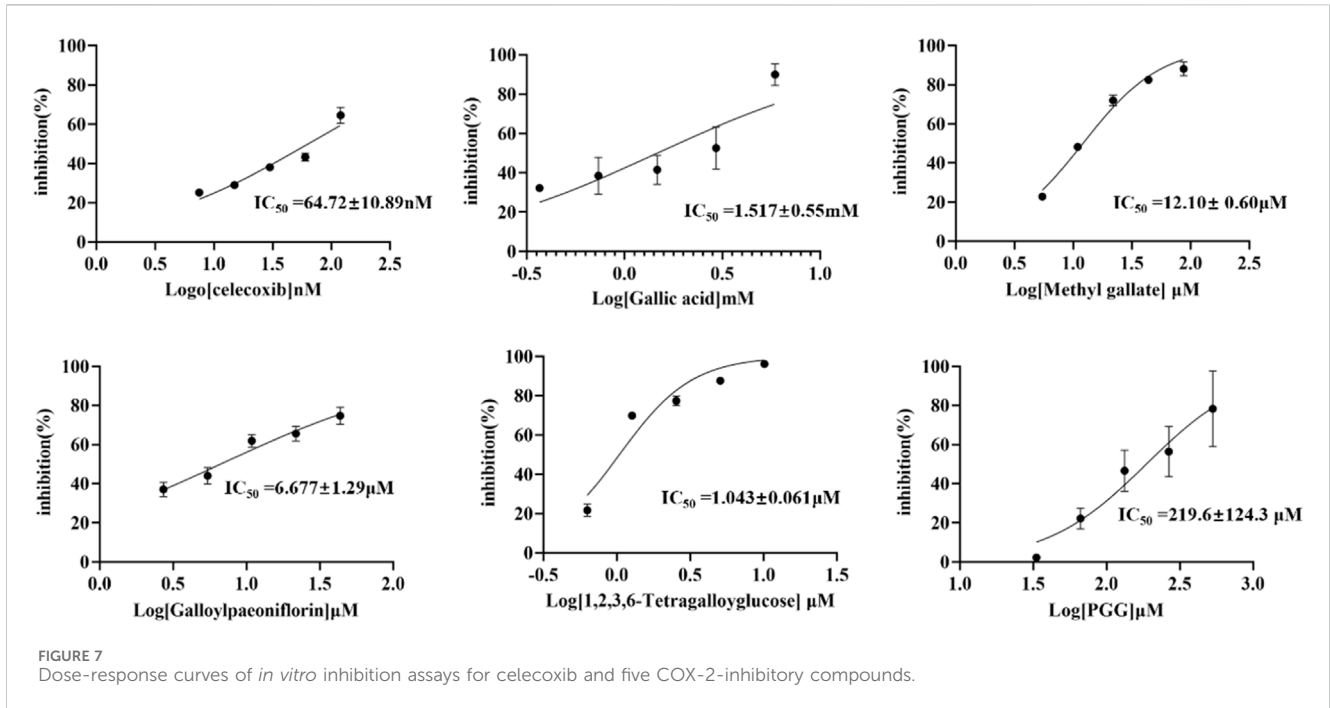 100
80
60
40
20
0
inhibition(%)
IC50 =64.72±10.89nM
0.0 0.5 1.0 1.5 2.0 2.5
Logo[celecoxib]nM
100
80
60
40
20
0
inhibition(%)
IC50 =1.517±0.55mM
-0.5 0.0 0.5 1.0
Log[Gallic acid]mM
100
80
60
40
20
0
inhibition(%)
IC50 =12.10± 0.60μM
0.0 0.5 1.0 1.5 2.0 2.5
Log[Methyl gallate] μM
100
80
60
40
20
0
inhibition(%)
IC50 =6.677±1.29μM
0.0 0.5 1.0 1.5 2.0
Log[Galloylpaeoniflorin]μM
100
80
60
40
20
0
inhibition(%)
IC50 =1.043±0.061μM
-0.5 0.0 0.5 1.0 1.5
Log[1,2,3,6-Tetragalloyglucose] μM
100
80
60
40
20
0
inhibition(%)
IC50 =219.6±124.3 μM
1.0 1.5 2.0 2.5 3.0
Log[PGG]μM
FIGURE 7
Dose-response curves of in vitro inhibition assays for celecoxib and five COX-2-inhibitory compounds.